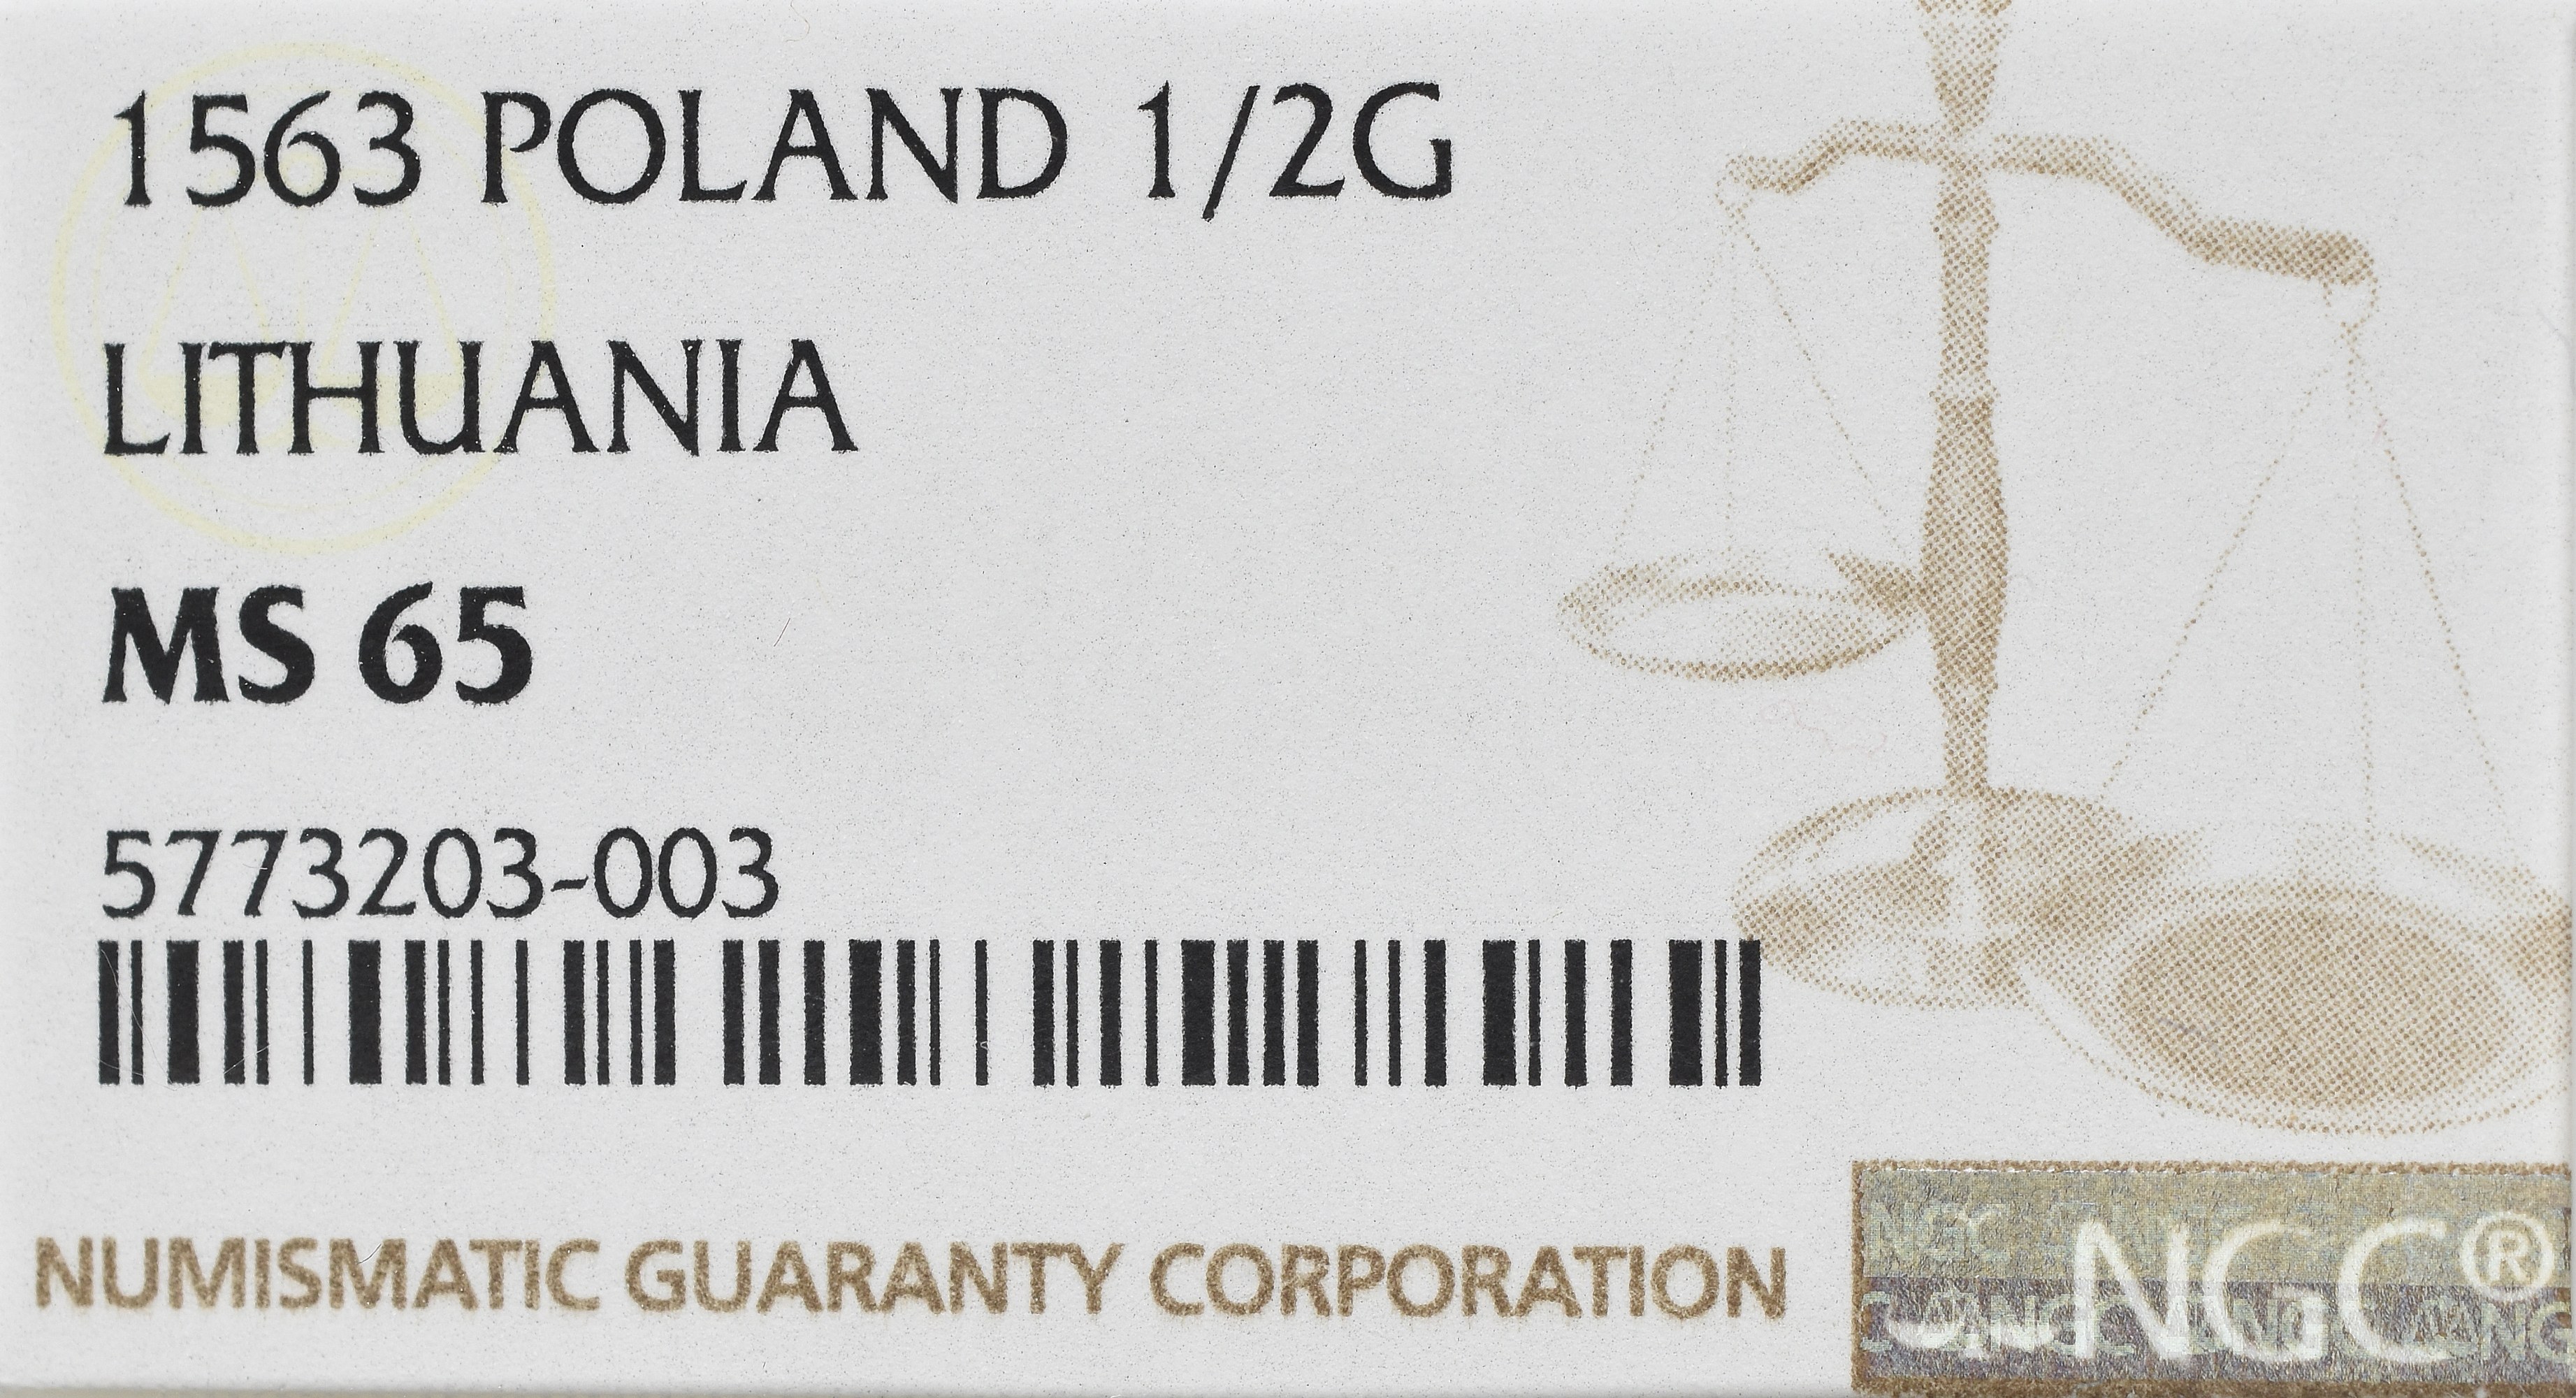 1563 POLAND 1/2G
LITHUANIA
MS 65
5773203-003
NUMISMATIC GUARANTY CORPORATION
NGC®